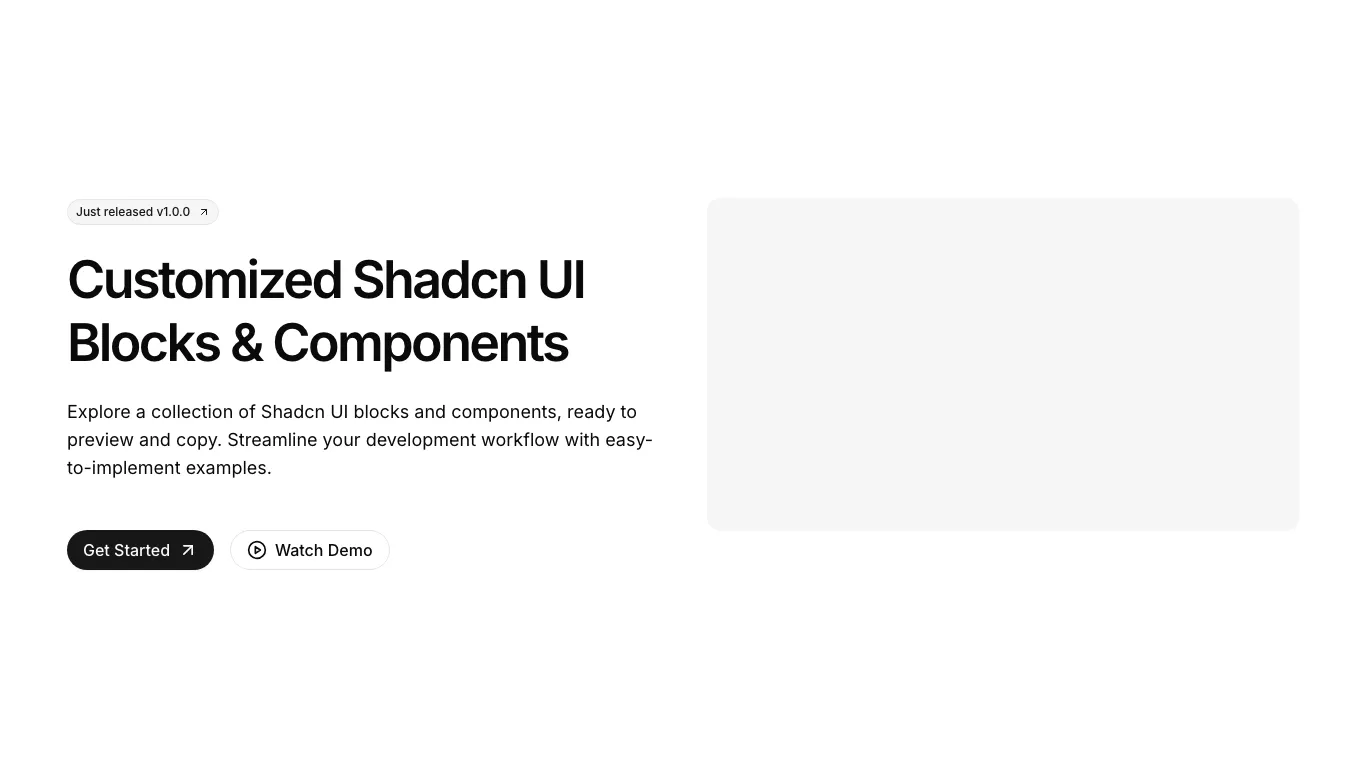 Just released v1.0.0
Customized Shadcn UI
Blocks & Components
Explore a collection of Shadcn UI blocks and components, ready to
preview and copy. Streamline your development workflow with easy-
to-implement examples.
Get Started
Watch Demo